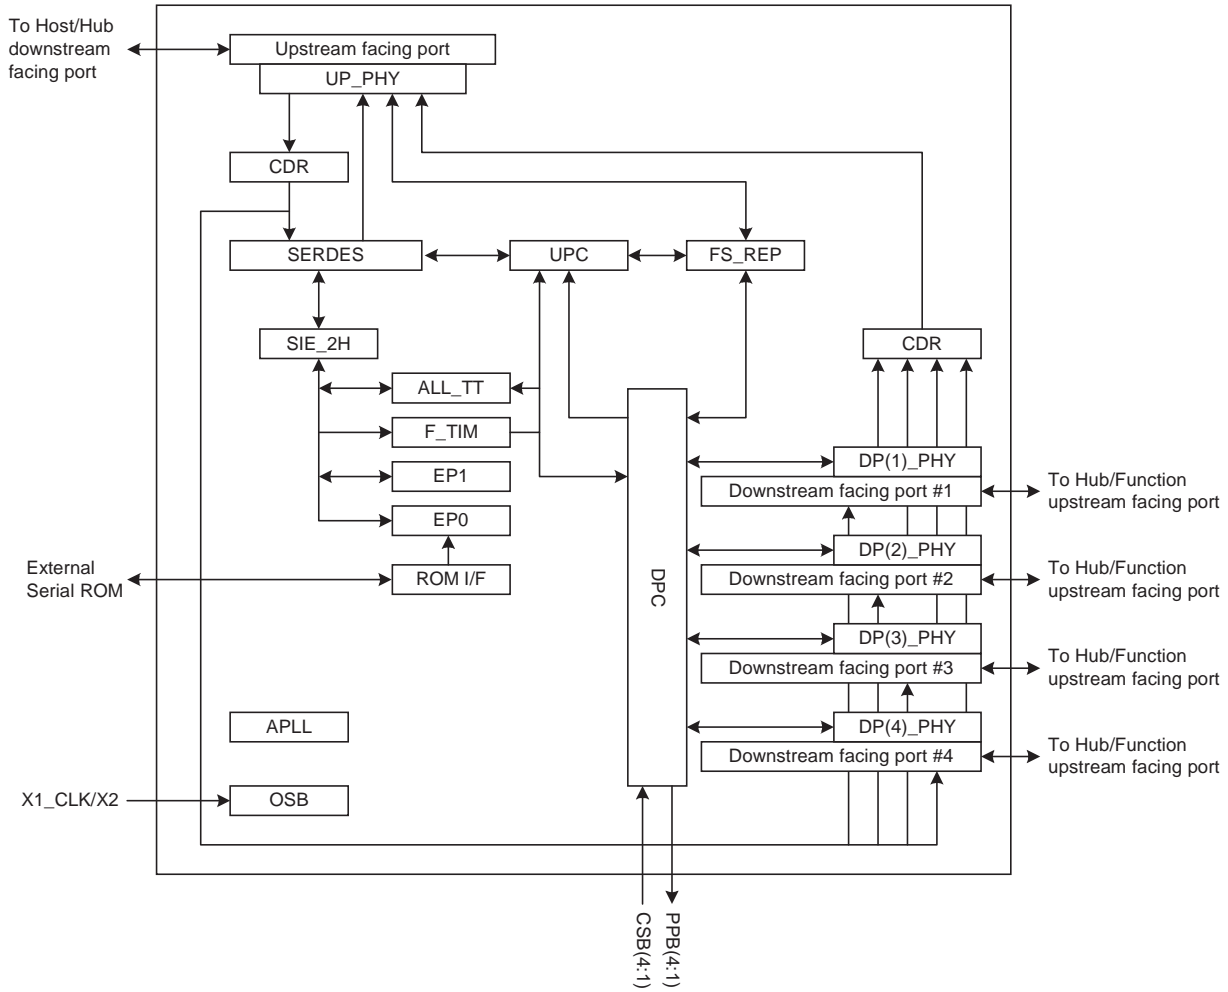 To Host/Hub
downstream
facing port
Upstream facing port
UP_PHY
CDR
SERDES
UPC
FS_REP
SIE_2H
CDR
ALL_TT
F_TIM
EP1
EP0
ROM I/F
External
Serial ROM
DPC
DP(1)_PHY
Downstream facing port #1
To Hub/Function
upstream facing port
DP(2)_PHY
Downstream facing port #2
To Hub/Function
upstream facing port
DP(3)_PHY
Downstream facing port #3
To Hub/Function
upstream facing port
DP(4)_PHY
Downstream facing port #4
To Hub/Function
upstream facing port
APLL
X1_CLK/X2
OSB
CSB(4:1)
PPB(4:1)